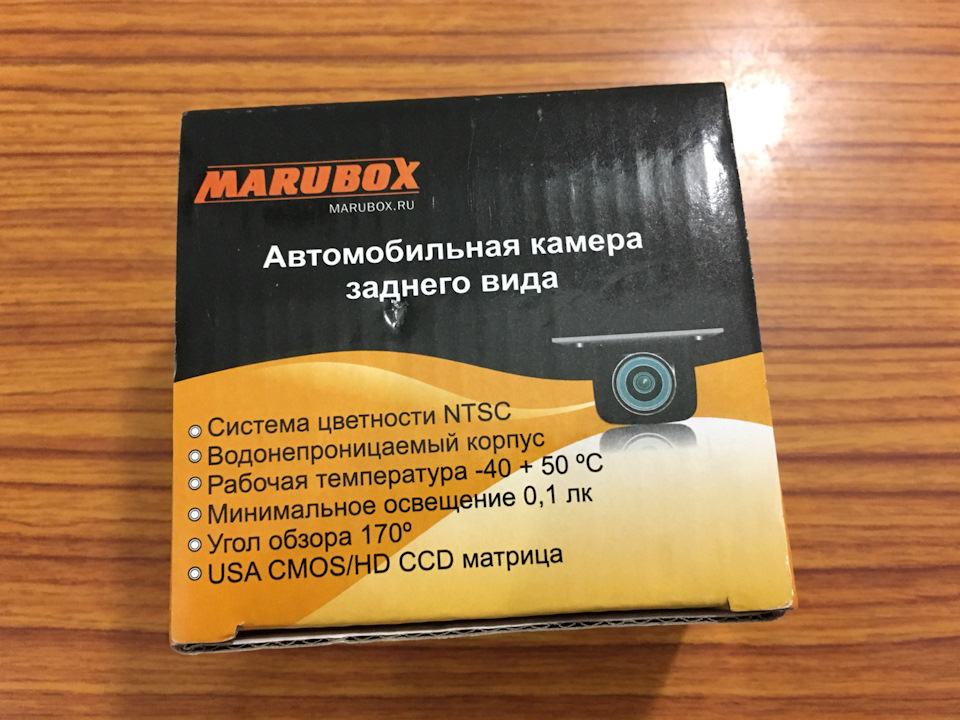 MARUBOX
MARUBOX.RU
Автомобильная камера
заднего вида
Система цветности NTSC
Водонепроницаемый корпус
Рабочая температура -40 + 50 ºС
Минимальное освещение 0,1 лк
Угол обзора 170º
USA CMOS/HD CCD матрица